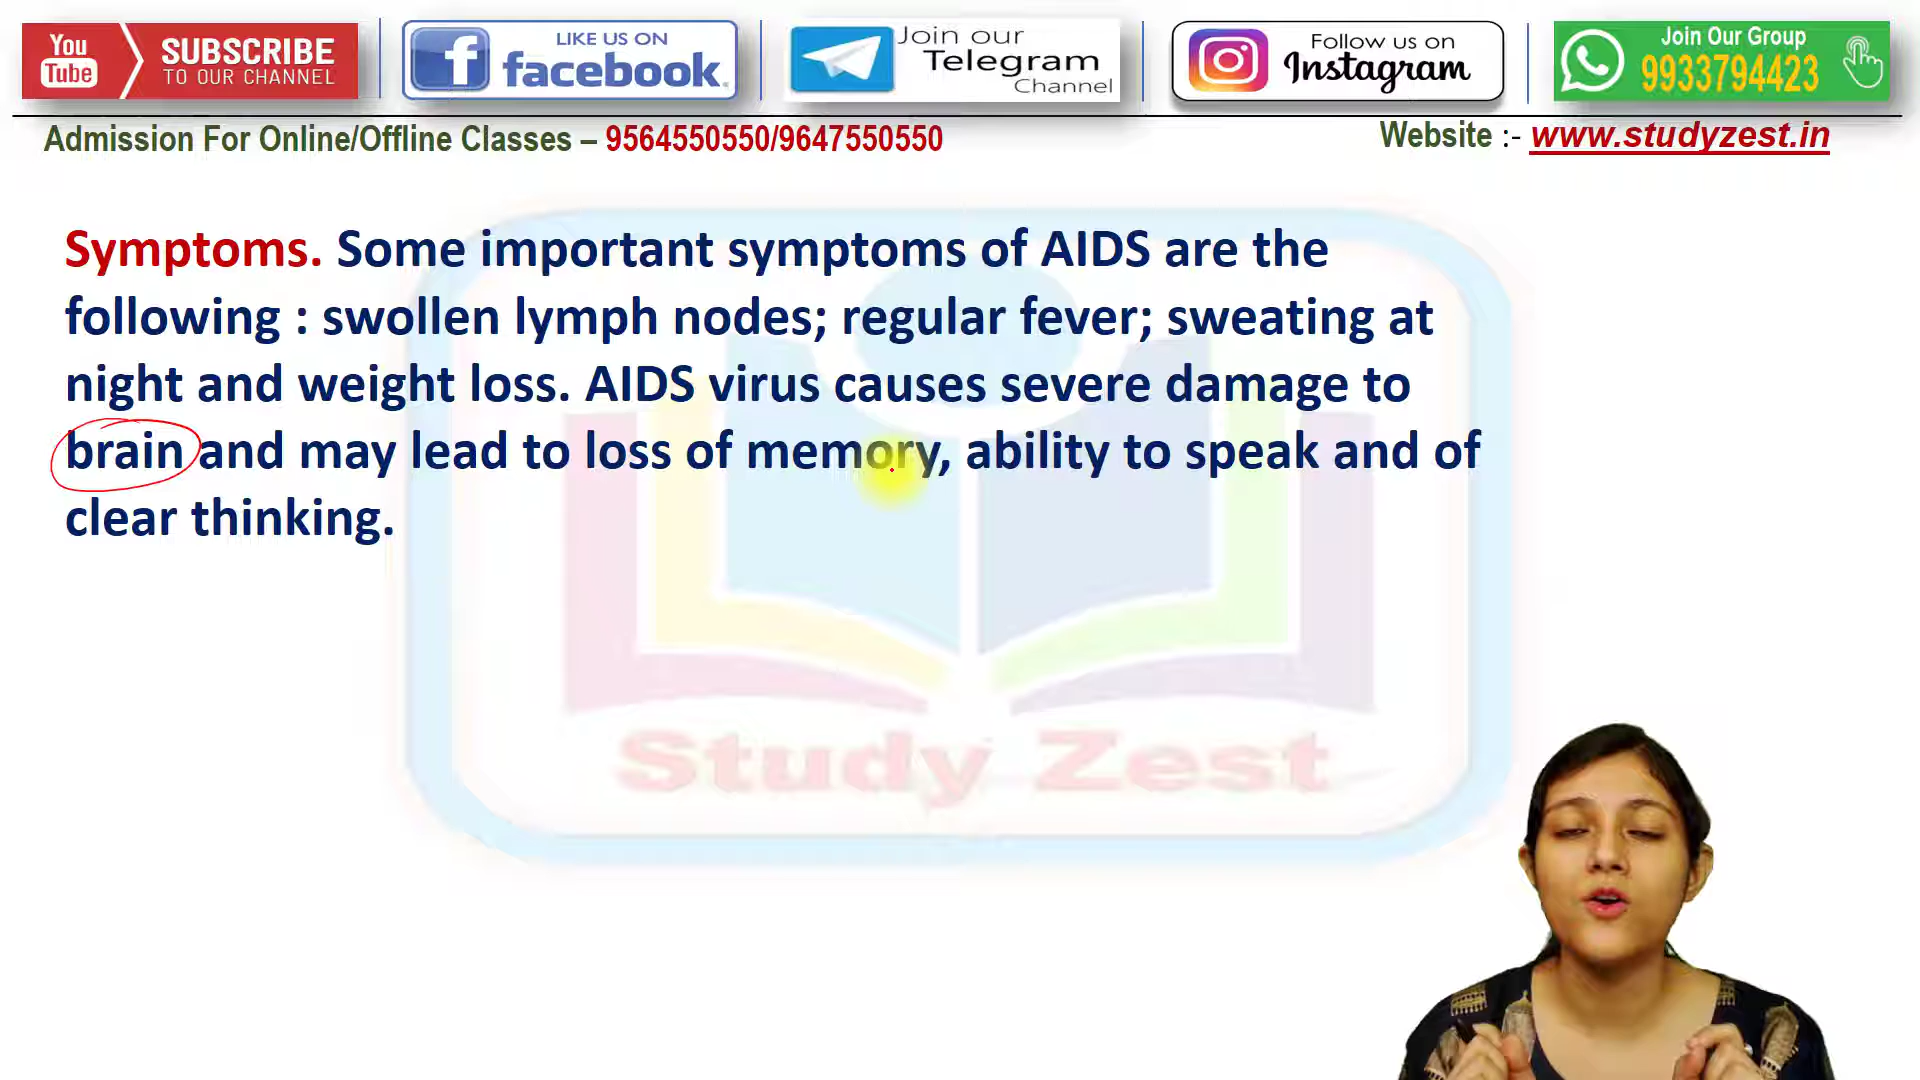 You Tube SUBSCRIBE TO OUR CHANNEL
LIKE US ON facebook.
Join our Telegram Channel
Follow us on Instagram
Join Our Group 9933794423
Admission For Online/Offline Classes – 9564550550/9647550550
Website :- www.studyzest.in
Symptoms. Some important symptoms of AIDS are the
following : swollen lymph nodes; regular fever; sweating at
night and weight loss. AIDS virus causes severe damage to
brain and may lead to loss of memory, ability to speak and of
clear thinking.
Study Zest